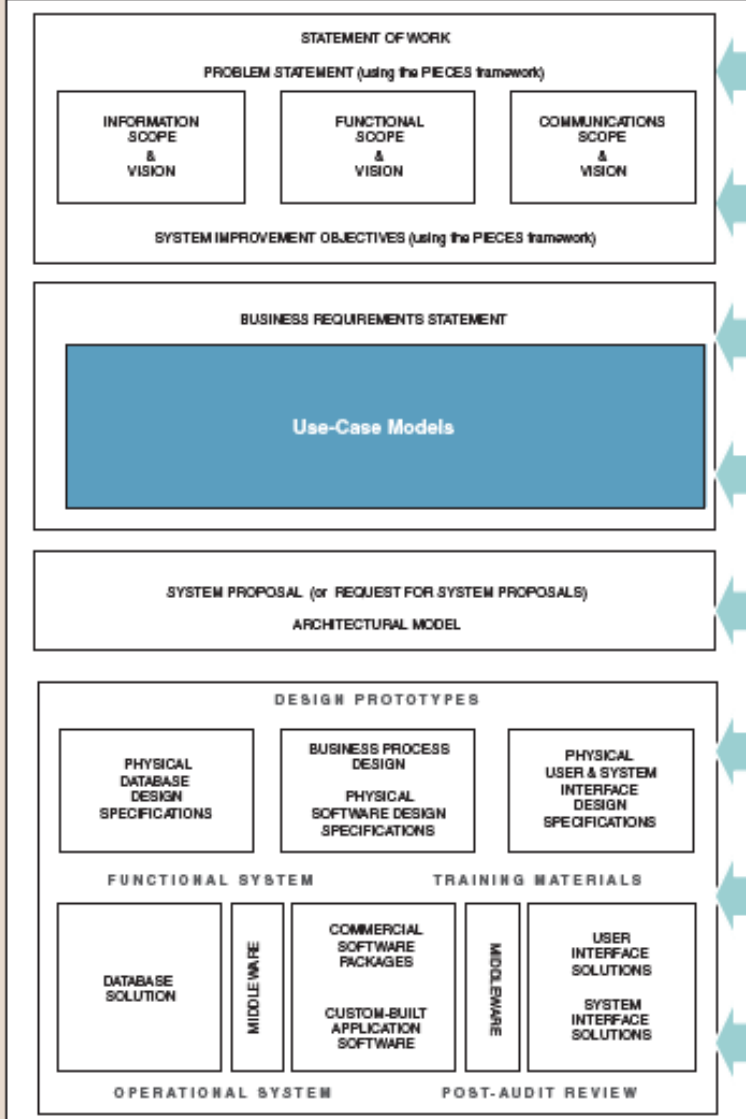 STATEMENT OF WORK
PROBLEM STATEMENT (using the PIECES framework)
INFORMATION
SCOPE
&
VISION
FUNCTIONAL
SCOPE
&
VISION
COMMUNICATIONS
SCOPE
&
VISION
SYSTEM IMPROVEMENT OBJECTIVES (using the PIECES framework)
BUSINESS REQUIREMENTS STATEMENT
Use-Case Models
SYSTEM PROPOSAL (or REQUEST FOR SYSTEM PROPOSALS)
ARCHITECTURAL MODEL
DESIGN PROTOTYPES
PHYSICAL
DATABASE
DESIGN
SPECIFICATIONS
BUSINESS PROCESS
DESIGN
PHYSICAL
SOFTWARE DESIGN
SPECIFICATIONS
PHYSICAL
USER & SYSTEM
INTERFACE
DESIGN
SPECIFICATIONS
FUNCTIONAL SYSTEM
TRAINING MATERIALS
DATABASE
SOLUTION
MIDDLEWARE
COMMERCIAL
SOFTWARE
PACKAGES
CUSTOM-BUILT
APPLICATION
SOFTWARE
MIDDLEWARE
USER
INTERFACE
SOLUTIONS
SYSTEM
INTERFACE
SOLUTIONS
OPERATIONAL SYSTEM
POST-AUDIT REVIEW